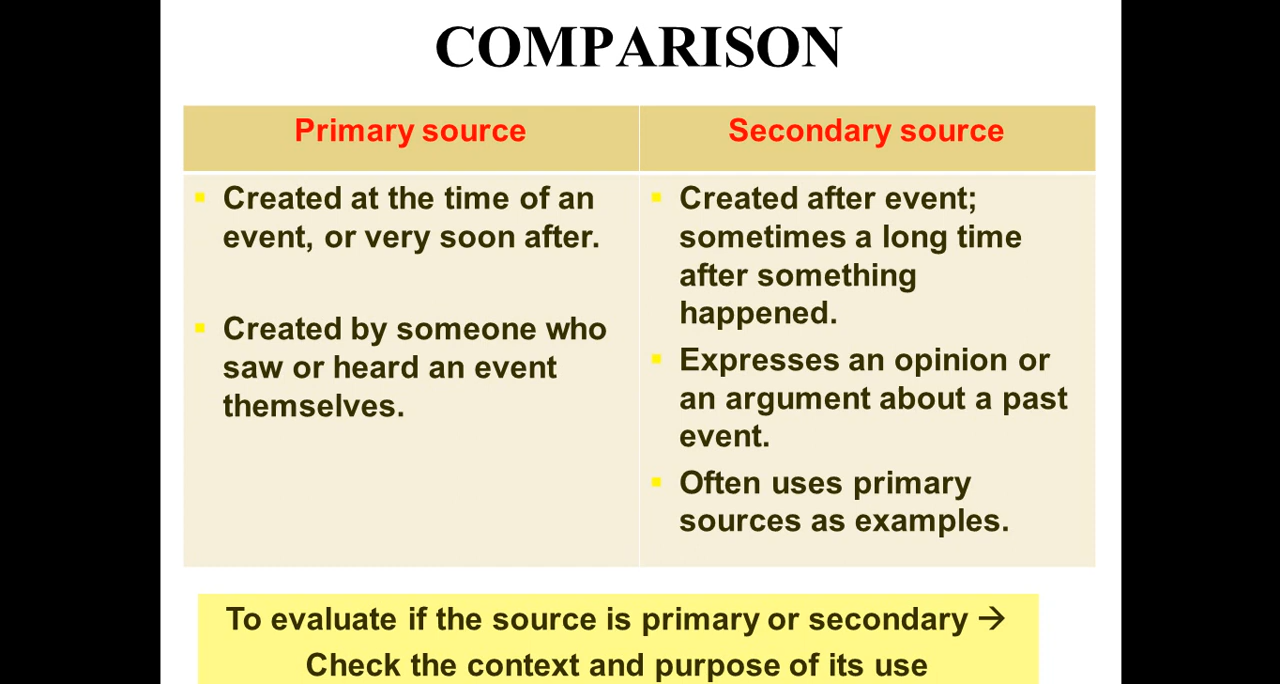 COMPARISON
Primary source
Secondary source
▪ Created at the time of an
event, or very soon after.
▪ Created by someone who
saw or heard an event
themselves.
▪ Created after event;
sometimes a long time
after something
happened.
▪ Expresses an opinion or
an argument about a past
event.
▪ Often uses primary
sources as examples.
To evaluate if the source is primary or secondary →
Check the context and purpose of its use